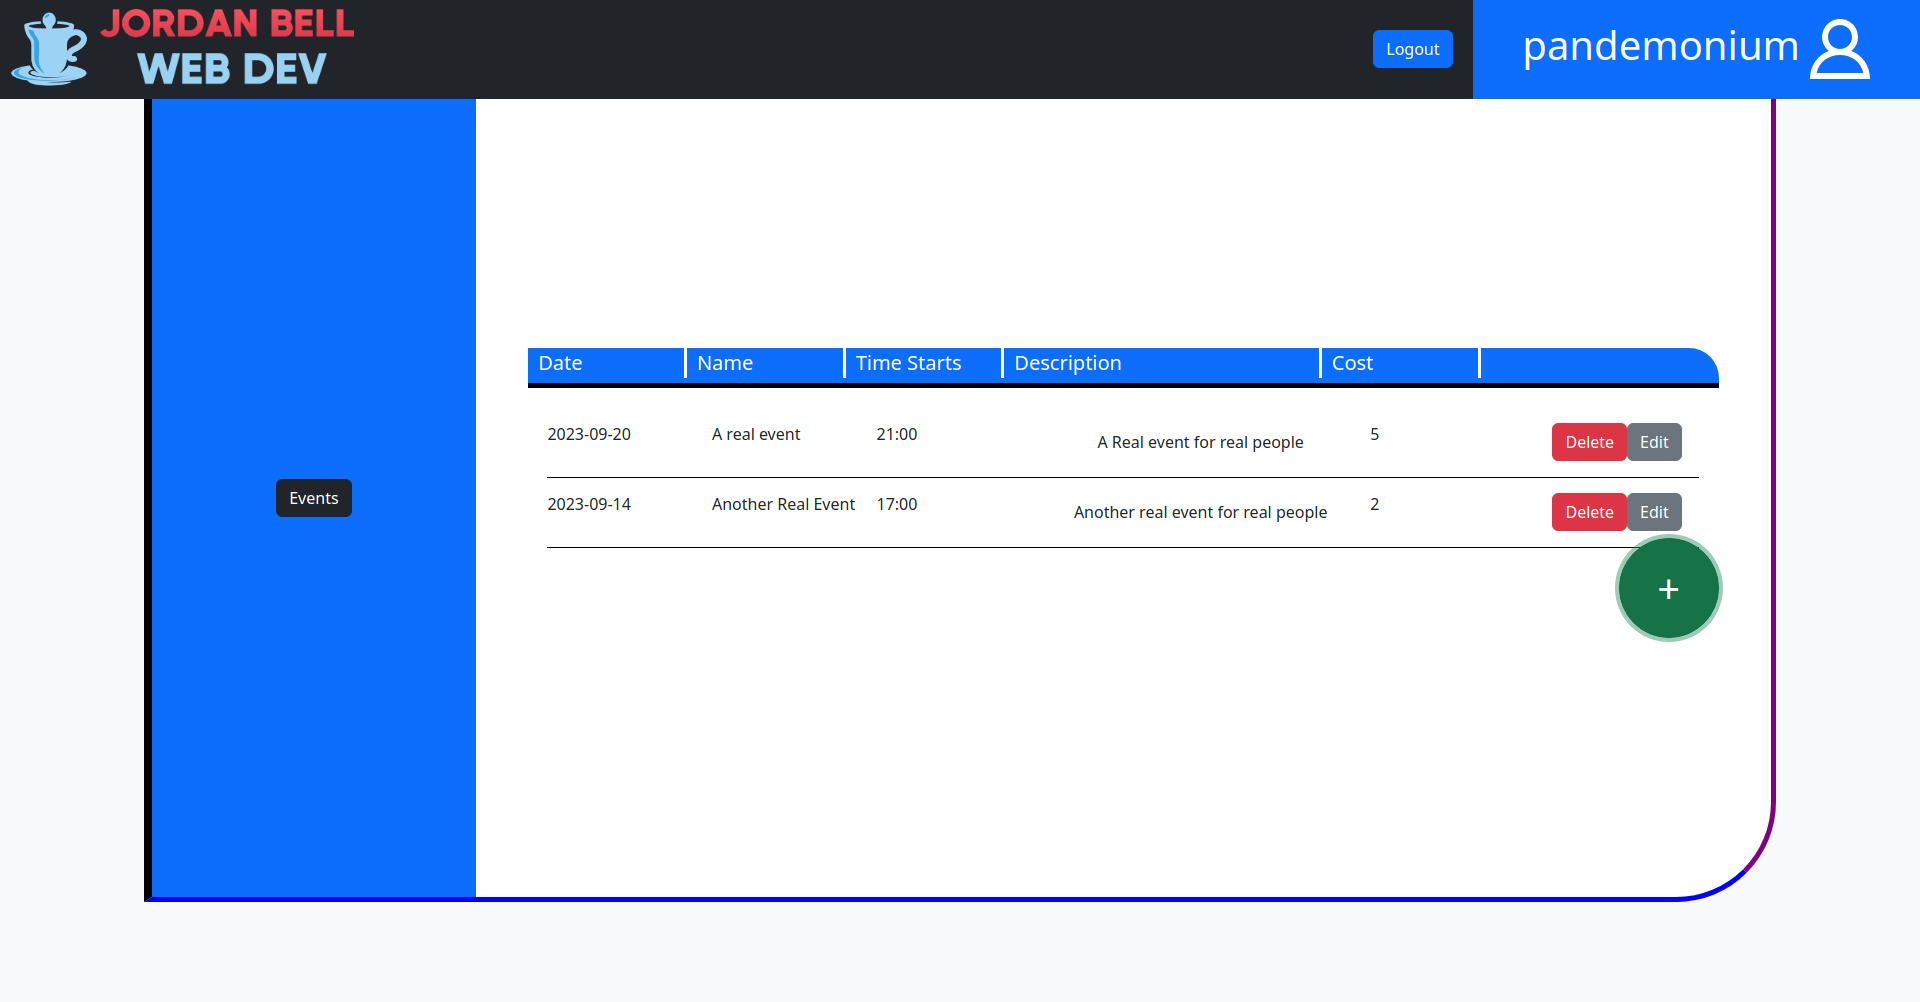 JORDAN BELL
WEB DEV
Logout
pandemonium
Date Name Time Starts Description Cost
2023-09-20 A real event 21:00 A Real event for real people 5 Delete Edit
Events
2023-09-14 Another Real Event 17:00 Another real event for real people 2 Delete Edit
+